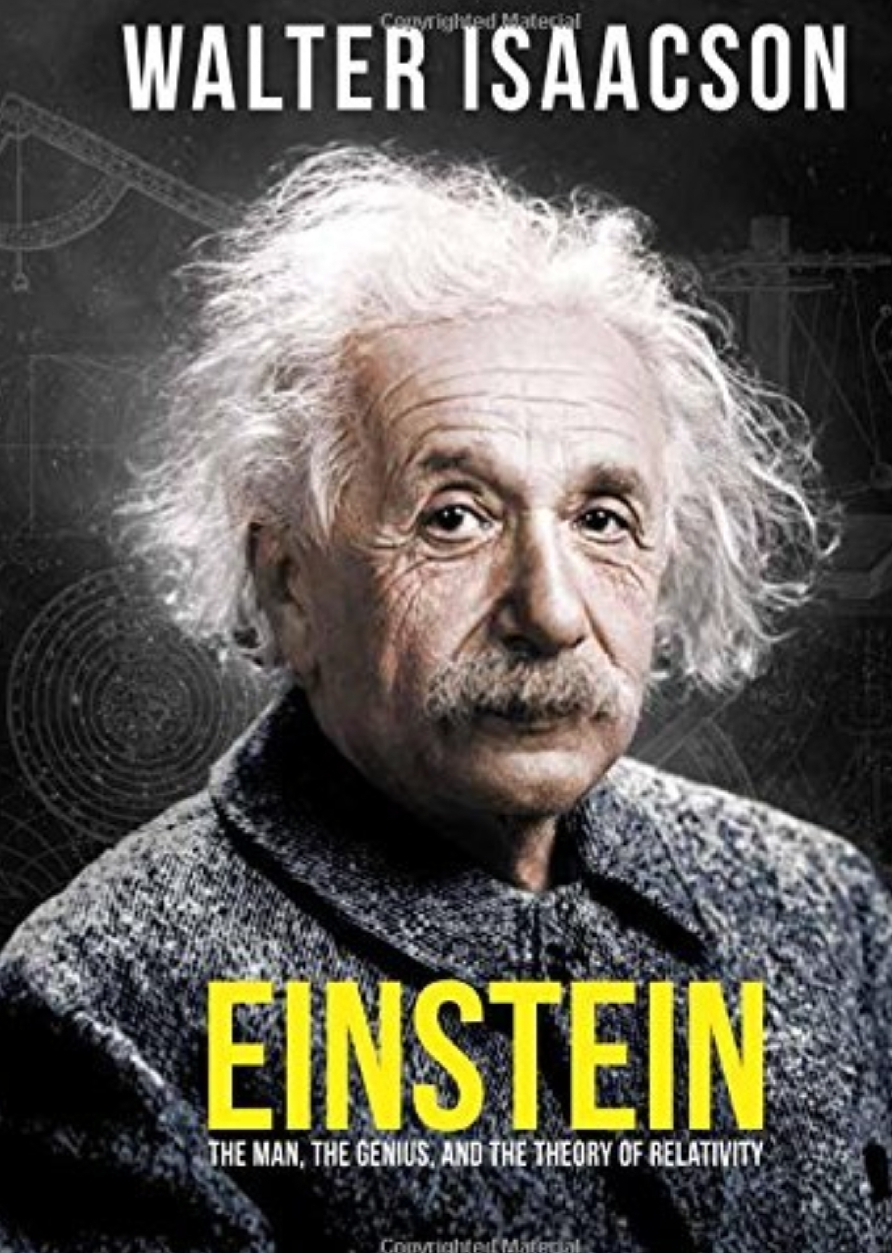 Copyrighted Material
WALTER ISAACSON
EINSTEIN
THE MAN, THE GENIUS, AND THE THEORY OF RELATIVITY
Copyrighted Material